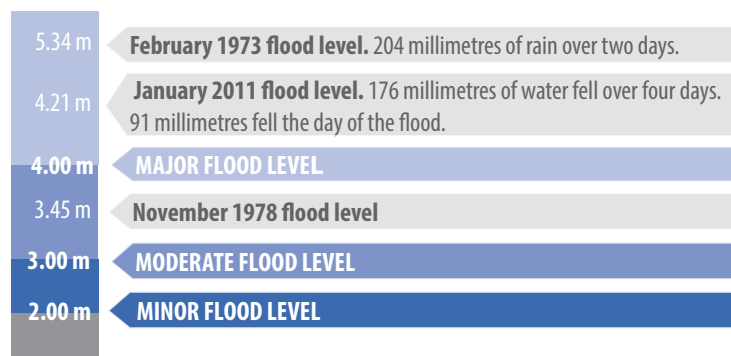 5.34 m February 1973 flood level. 204 millimetres of rain over two days.
4.21 m January 2011 flood level. 176 millimetres of water fell over four days.
91 millimetres fell the day of the flood.
4.00 m MAJOR FLOOD LEVEL
3.45 m November 1978 flood level
3.00 m MODERATE FLOOD LEVEL
2.00 m MINOR FLOOD LEVEL